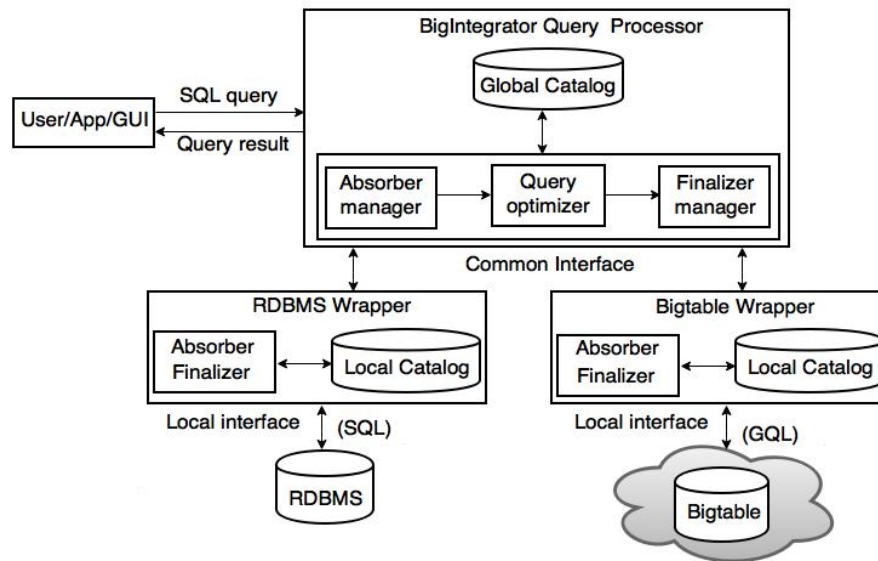 BigIntegrator Query Processor
Global Catalog
SQL query
User/App/GUI
Query result
Absorber
manager
Query
optimizer
Finalizer
manager
Common Interface
RDBMS Wrapper
Absorber
Finalizer
Local Catalog
Bigtable Wrapper
Absorber
Finalizer
Local Catalog
Local interface
(SQL)
RDBMS
Local interface
(GQL)
Bigtable